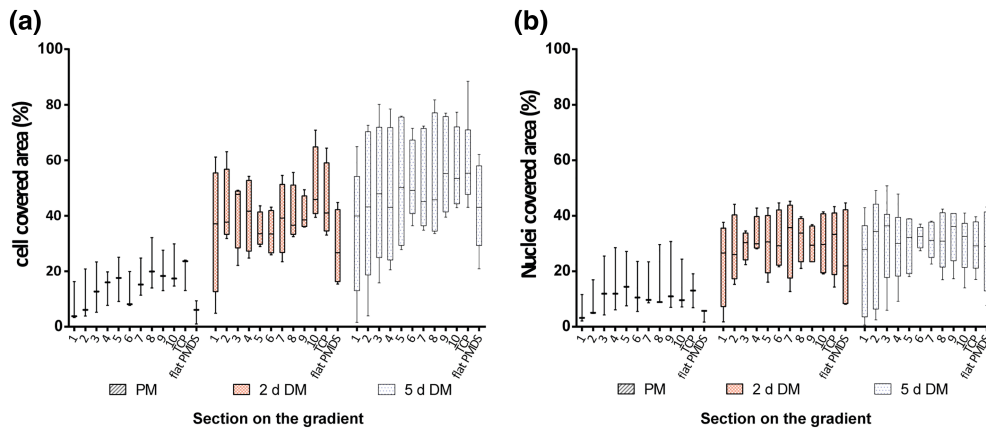 (a)
cell covered area (%)
100
80
60
40
20
0
1 2 3 4 5 6 7 8 9 10 TCP flat PMDS 1 2 3 4 5 6 7 8 9 10 TCP flat PMDS 1 2 3 4 5 6 7 8 9 10 TCP flat PMDS
PM 2 d DM 5 d DM
Section on the gradient
(b)
Nuclei covered area (%)
100
80
60
40
20
0
1 2 3 4 5 6 7 8 9 10 TCP flat PMDS 1 2 3 4 5 6 7 8 9 10 TCP flat PMDS 1 2 3 4 5 6 7 8 9 10 TCP flat PMDS
PM 2 d DM 5 d DM
Section on the gradient